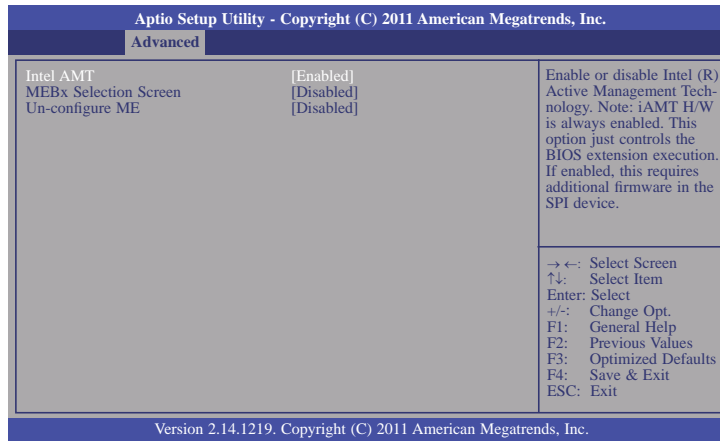 Aptio Setup Utility - Copyright (C) 2011 American Megatrends, Inc.
Advanced
Intel AMT [Enabled]
MEBx Selection Screen [Disabled]
Un-configure ME [Disabled]
Enable or disable Intel (R)
Active Management Tech-
nology. Note: iAMT H/W
is always enabled. This
option just controls the
BIOS extension execution.
If enabled, this requires
additional firmware in the
SPI device.
→ ←: Select Screen
↑↓: Select Item
Enter: Select
+/-: Change Opt.
F1: General Help
F2: Previous Values
F3: Optimized Defaults
F4: Save & Exit
ESC: Exit
Version 2.14.1219. Copyright (C) 2011 American Megatrends, Inc.